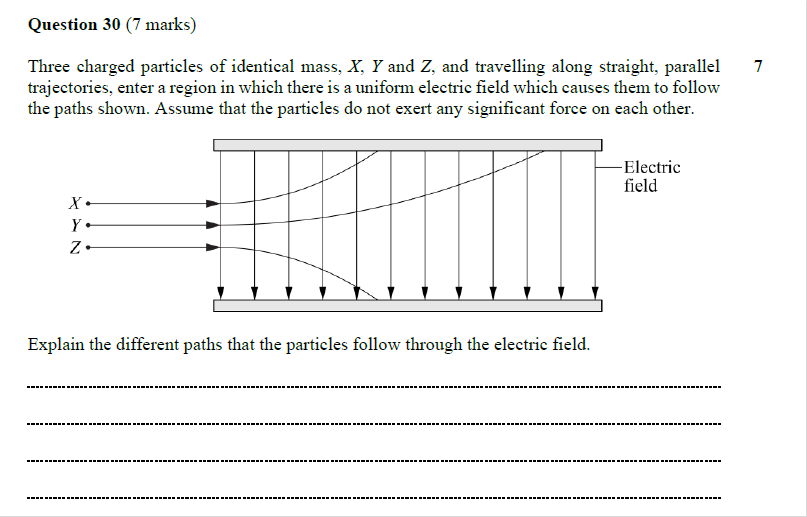 Question 30 (7 marks)
Three charged particles of identical mass, X, Y and Z, and travelling along straight, parallel 7
trajectories, enter a region in which there is a uniform electric field which causes them to follow
the paths shown. Assume that the particles do not exert any significant force on each other.
Electric
field
X
Y
Z
Explain the different paths that the particles follow through the electric field.